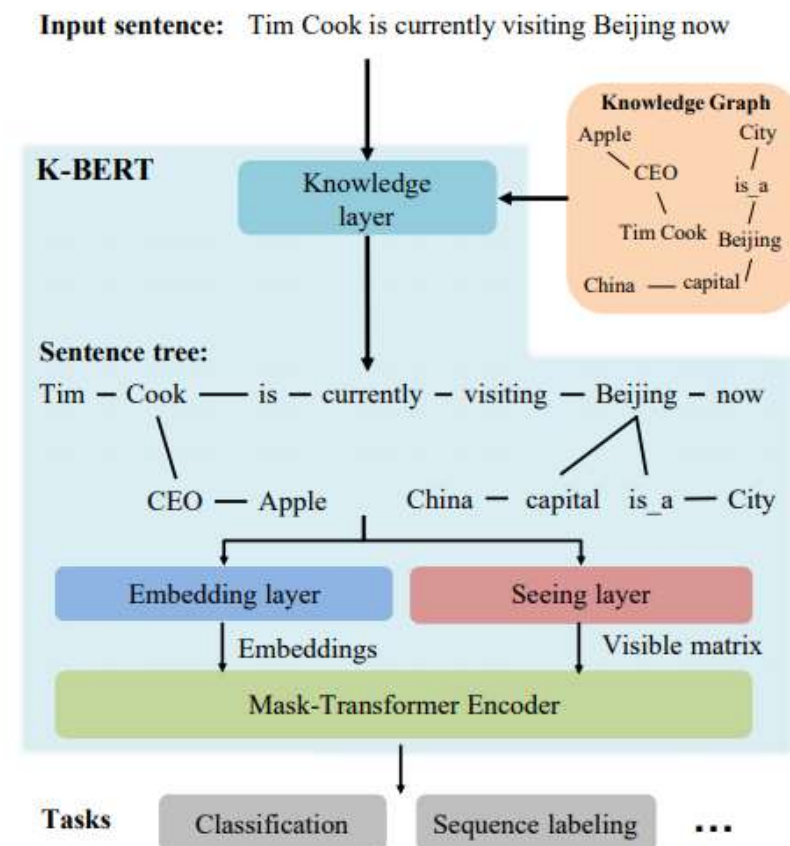 Input sentence: Tim Cook is currently visiting Beijing now
Knowledge Graph
Apple City
CEO is_a
Tim Cook Beijing
China capital
K-BERT
Knowledge
layer
Sentence tree:
Tim Cook is currently visiting Beijing now
CEO Apple China capital is_a City
Embedding layer Seeing layer
Embeddings Visible matrix
Mask-Transformer Encoder
Tasks Classification Sequence labeling ...